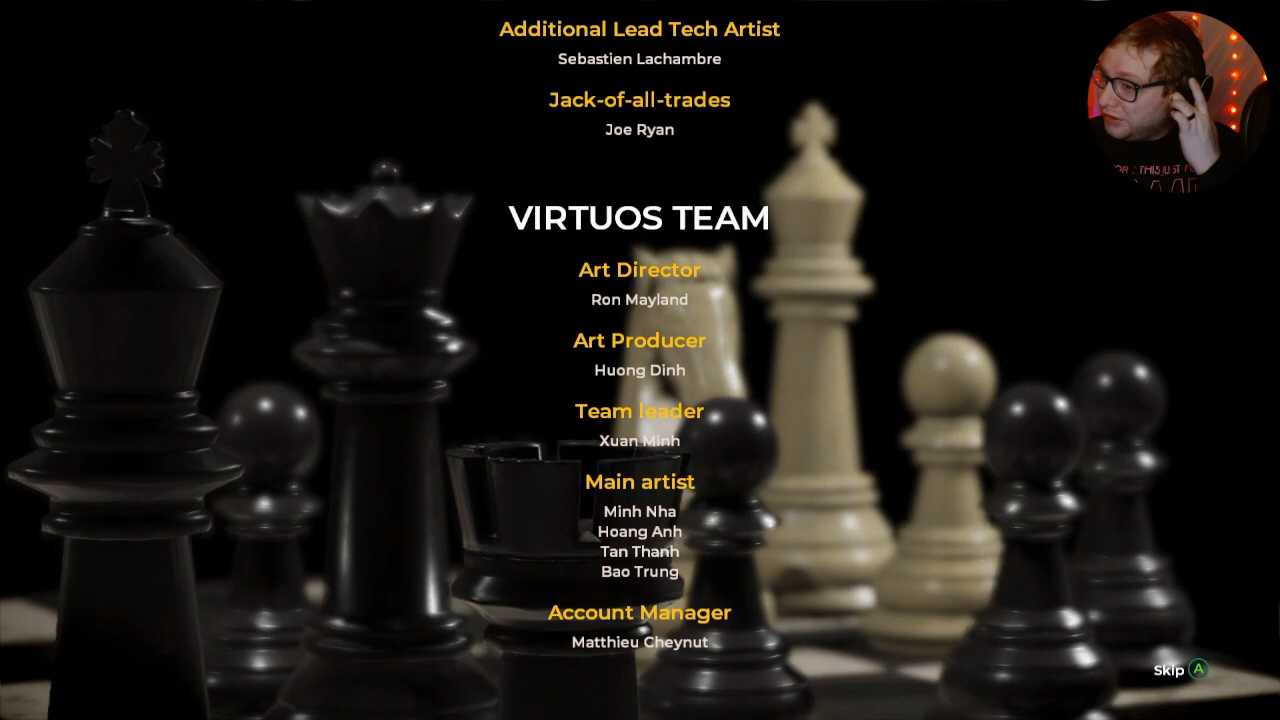 Additional Lead Tech Artist
Sebastien Lachambre
Jack-of-all-trades
Joe Ryan
VIRTUOS TEAM
Art Director
Ron Mayland
Art Producer
Huong Dinh
Team leader
Xuan Minh
Main artist
Minh Nha
Hoang Anh
Tan Thanh
Bao Trung
Account Manager
Matthieu Cheynut
Skip A
THIS JUST